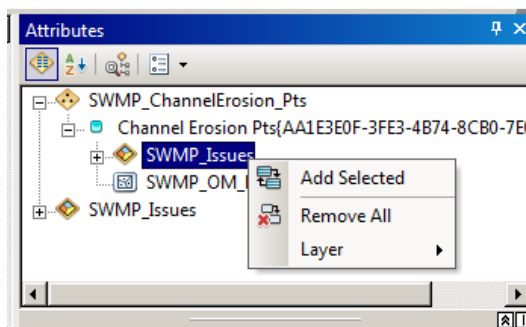 Attributes
SWMP_ChannelErosion_Pts
Channel Erosion Pts{AA1E3E0F-3FE3-4B74-8CB0-7E
SWMP_Issues
Add Selected
SWMP_OM_
Remove All
SWMP_Issues
Layer